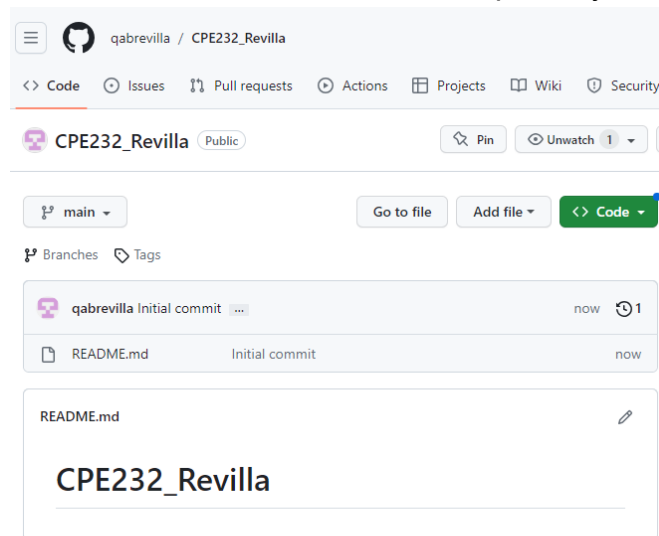 qabrevilla / CPE232_Revilla
<> Code Issues Pull requests Actions Projects Wiki Security
CPE232_Revilla Public Pin Unwatch 1
main Go to file Add file <> Code
Branches Tags
qabrevilla Initial commit ... now 1
README.md Initial commit now
README.md
CPE232_Revilla